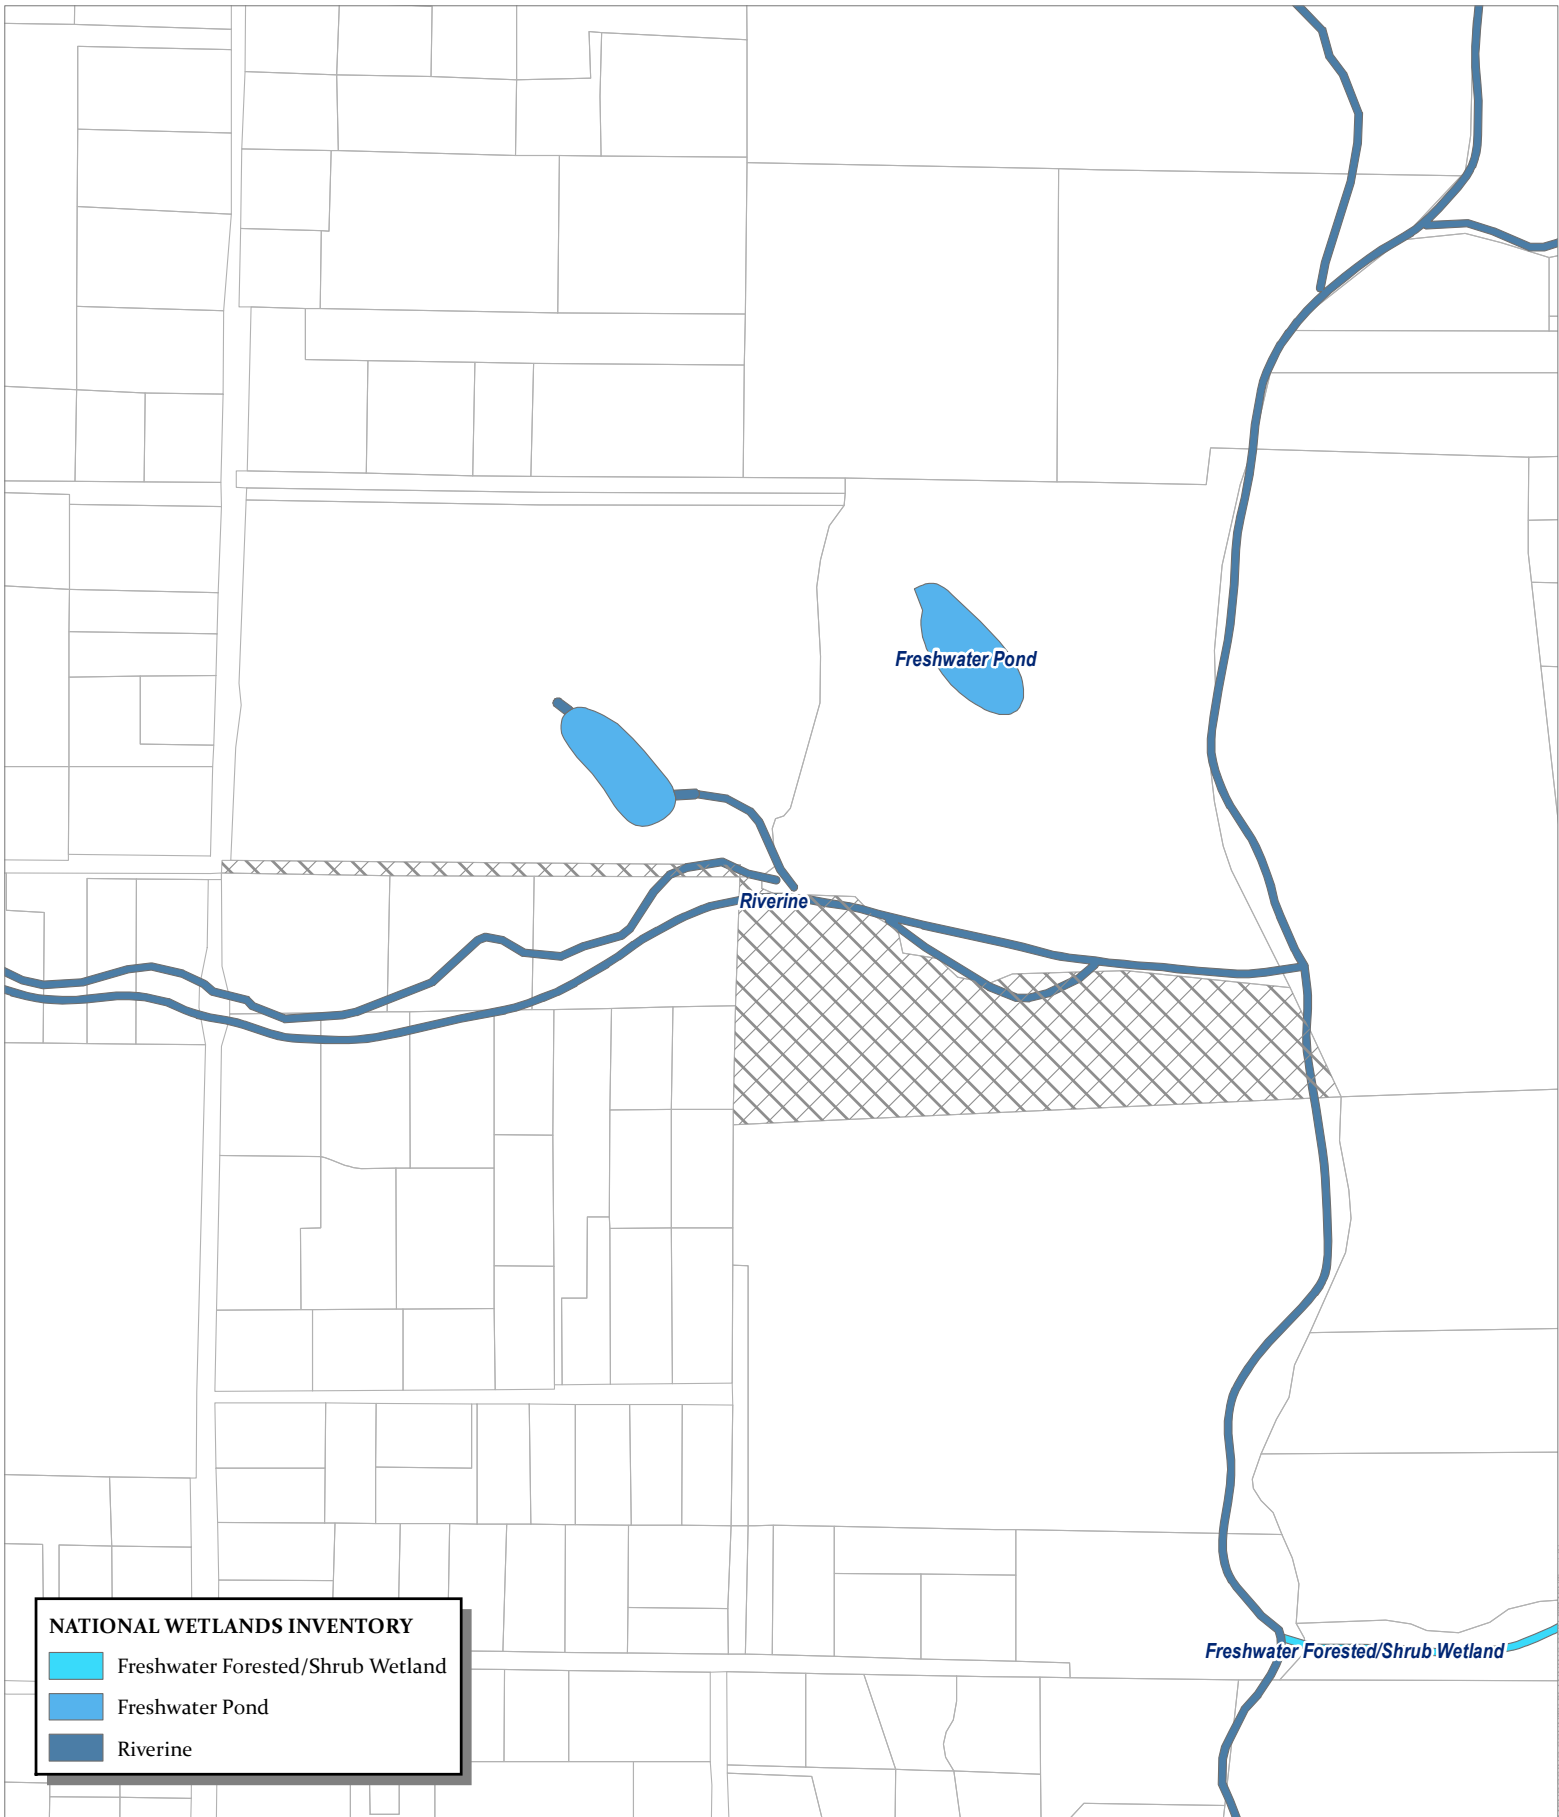 Freshwater Pond
Riverine
NATIONAL WETLANDS INVENTORY
Freshwater Forested/Shrub Wetland
Freshwater Forested/Shrub Wetland
Freshwater Pond
Riverine